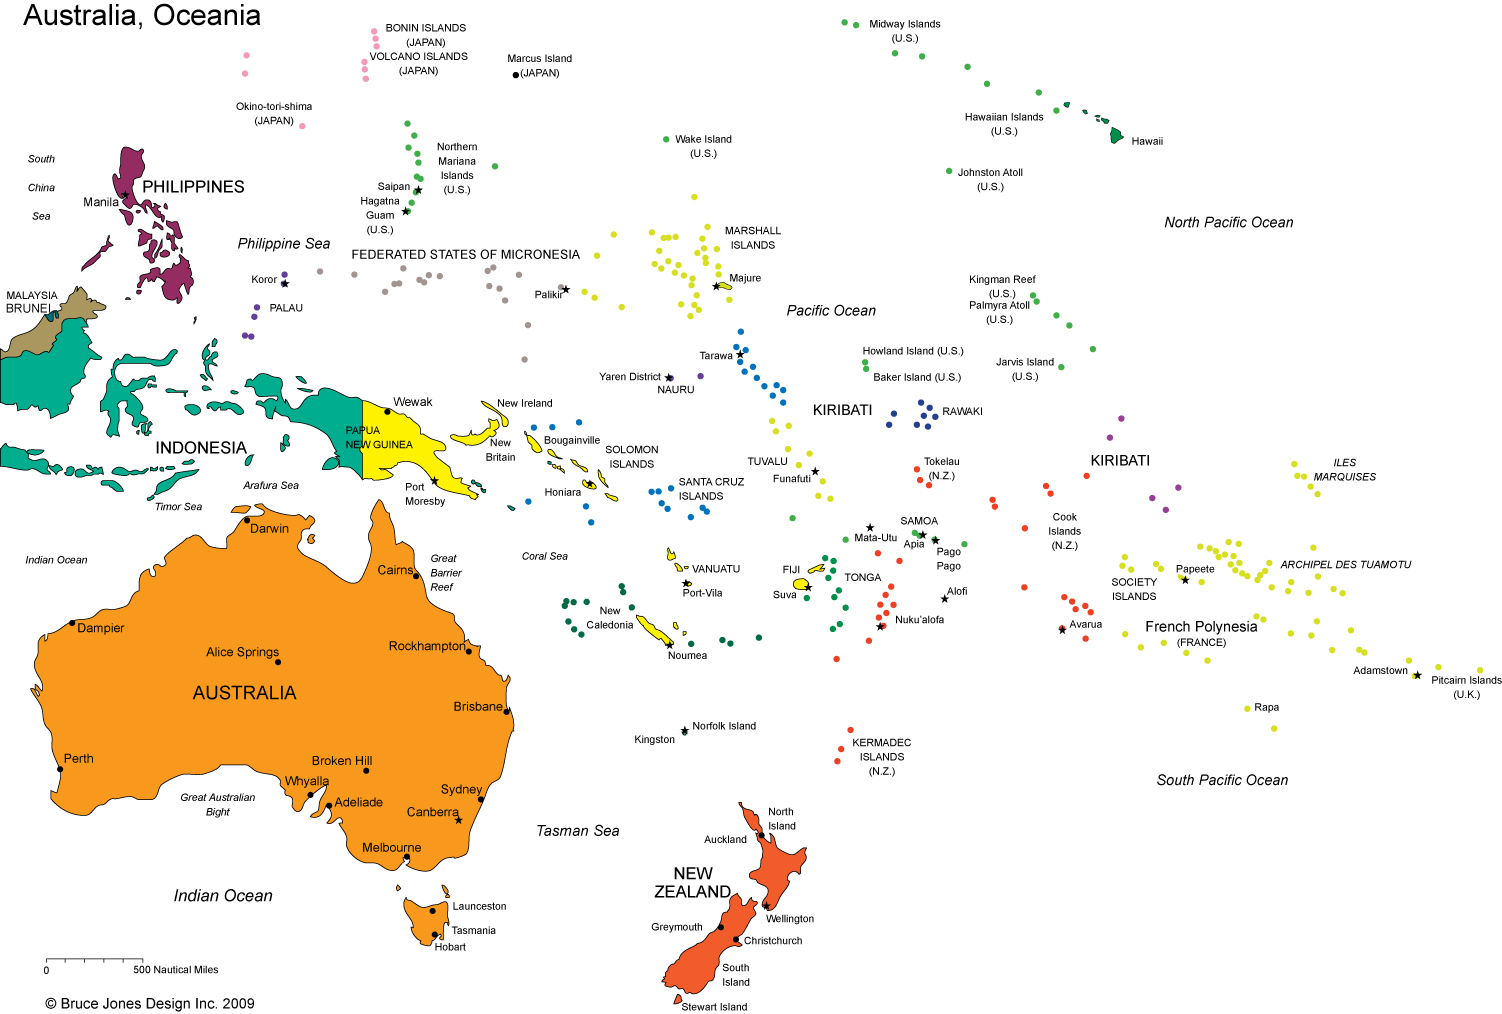 Australia, Oceania
BONIN ISLANDS
(JAPAN)
VOLCANO ISLANDS
(JAPAN)
Marcus Island
(JAPAN)
Midway Islands
(U.S.)
Okino-tori-shima
(JAPAN)
Hawaiian Islands
(U.S.)
Hawaii
Wake Island
(U.S.)
Johnston Atoll
(U.S.)
Northern
Mariana
Islands
(U.S.)
Saipan
Hagatna
Guam
(U.S.)
South
China
Sea
PHILIPPINES
Manila
Philippine Sea
North Pacific Ocean
FEDERATED STATES OF MICRONESIA
MARSHALL
ISLANDS
Majure
Koror
PALAU
Palikir
MALAYSIA
BRUNEI
Pacific Ocean
Kingman Reef
(U.S.)
Palmyra Atoll
(U.S.)
Tarawa
Howland Island (U.S.)
Baker Island (U.S.)
Jarvis Island
(U.S.)
Yaren District
NAURU
KIRIBATI
RAWAKI
Wewak
New Ireland
PAPUA
NEW GUINEA
New
Britain
Bougainville
SOLOMON
ISLANDS
INDONESIA
TUVALU
Funafuti
Tokelau
(N.Z.)
KIRIBATI
ILES
MARQUISES
Arafura Sea
Port
Moresby
Honiara
SANTA CRUZ
ISLANDS
Timor Sea
Darwin
Mata-Utu
SAMOA
Apia
Pago
Pago
Cook
Islands
(N.Z.)
Indian Ocean
Great
Barrier
Reef
Coral Sea
Cairns
VANUATU
Port-Vila
FIJI
Suva
TONGA
Alofi
SOCIETY
ISLANDS
Papeete
ARCHIPEL DES TUAMOTU
Dampier
New
Caledonia
Noumea
Nuku'alofa
Avarua
French Polynesia
(FRANCE)
Alice Springs
Rockhampton
AUSTRALIA
Adamstown
Pitcairn Islands
(U.K.)
Brisbane
Rapa
Norfolk Island
Kingston
KERMADEC
ISLANDS
(N.Z.)
Perth
Broken Hill
Whyalla
Adeliade
Sydney
Canberra
South Pacific Ocean
Great Australian
Bight
Melbourne
Tasman Sea
North
Island
Auckland
NEW
ZEALAND
Indian Ocean
Launceston
Tasmania
Hobart
Wellington
Greymouth
Christchurch
South
Island
Stewart Island
0 500 Nautical Miles
© Bruce Jones Design Inc. 2009